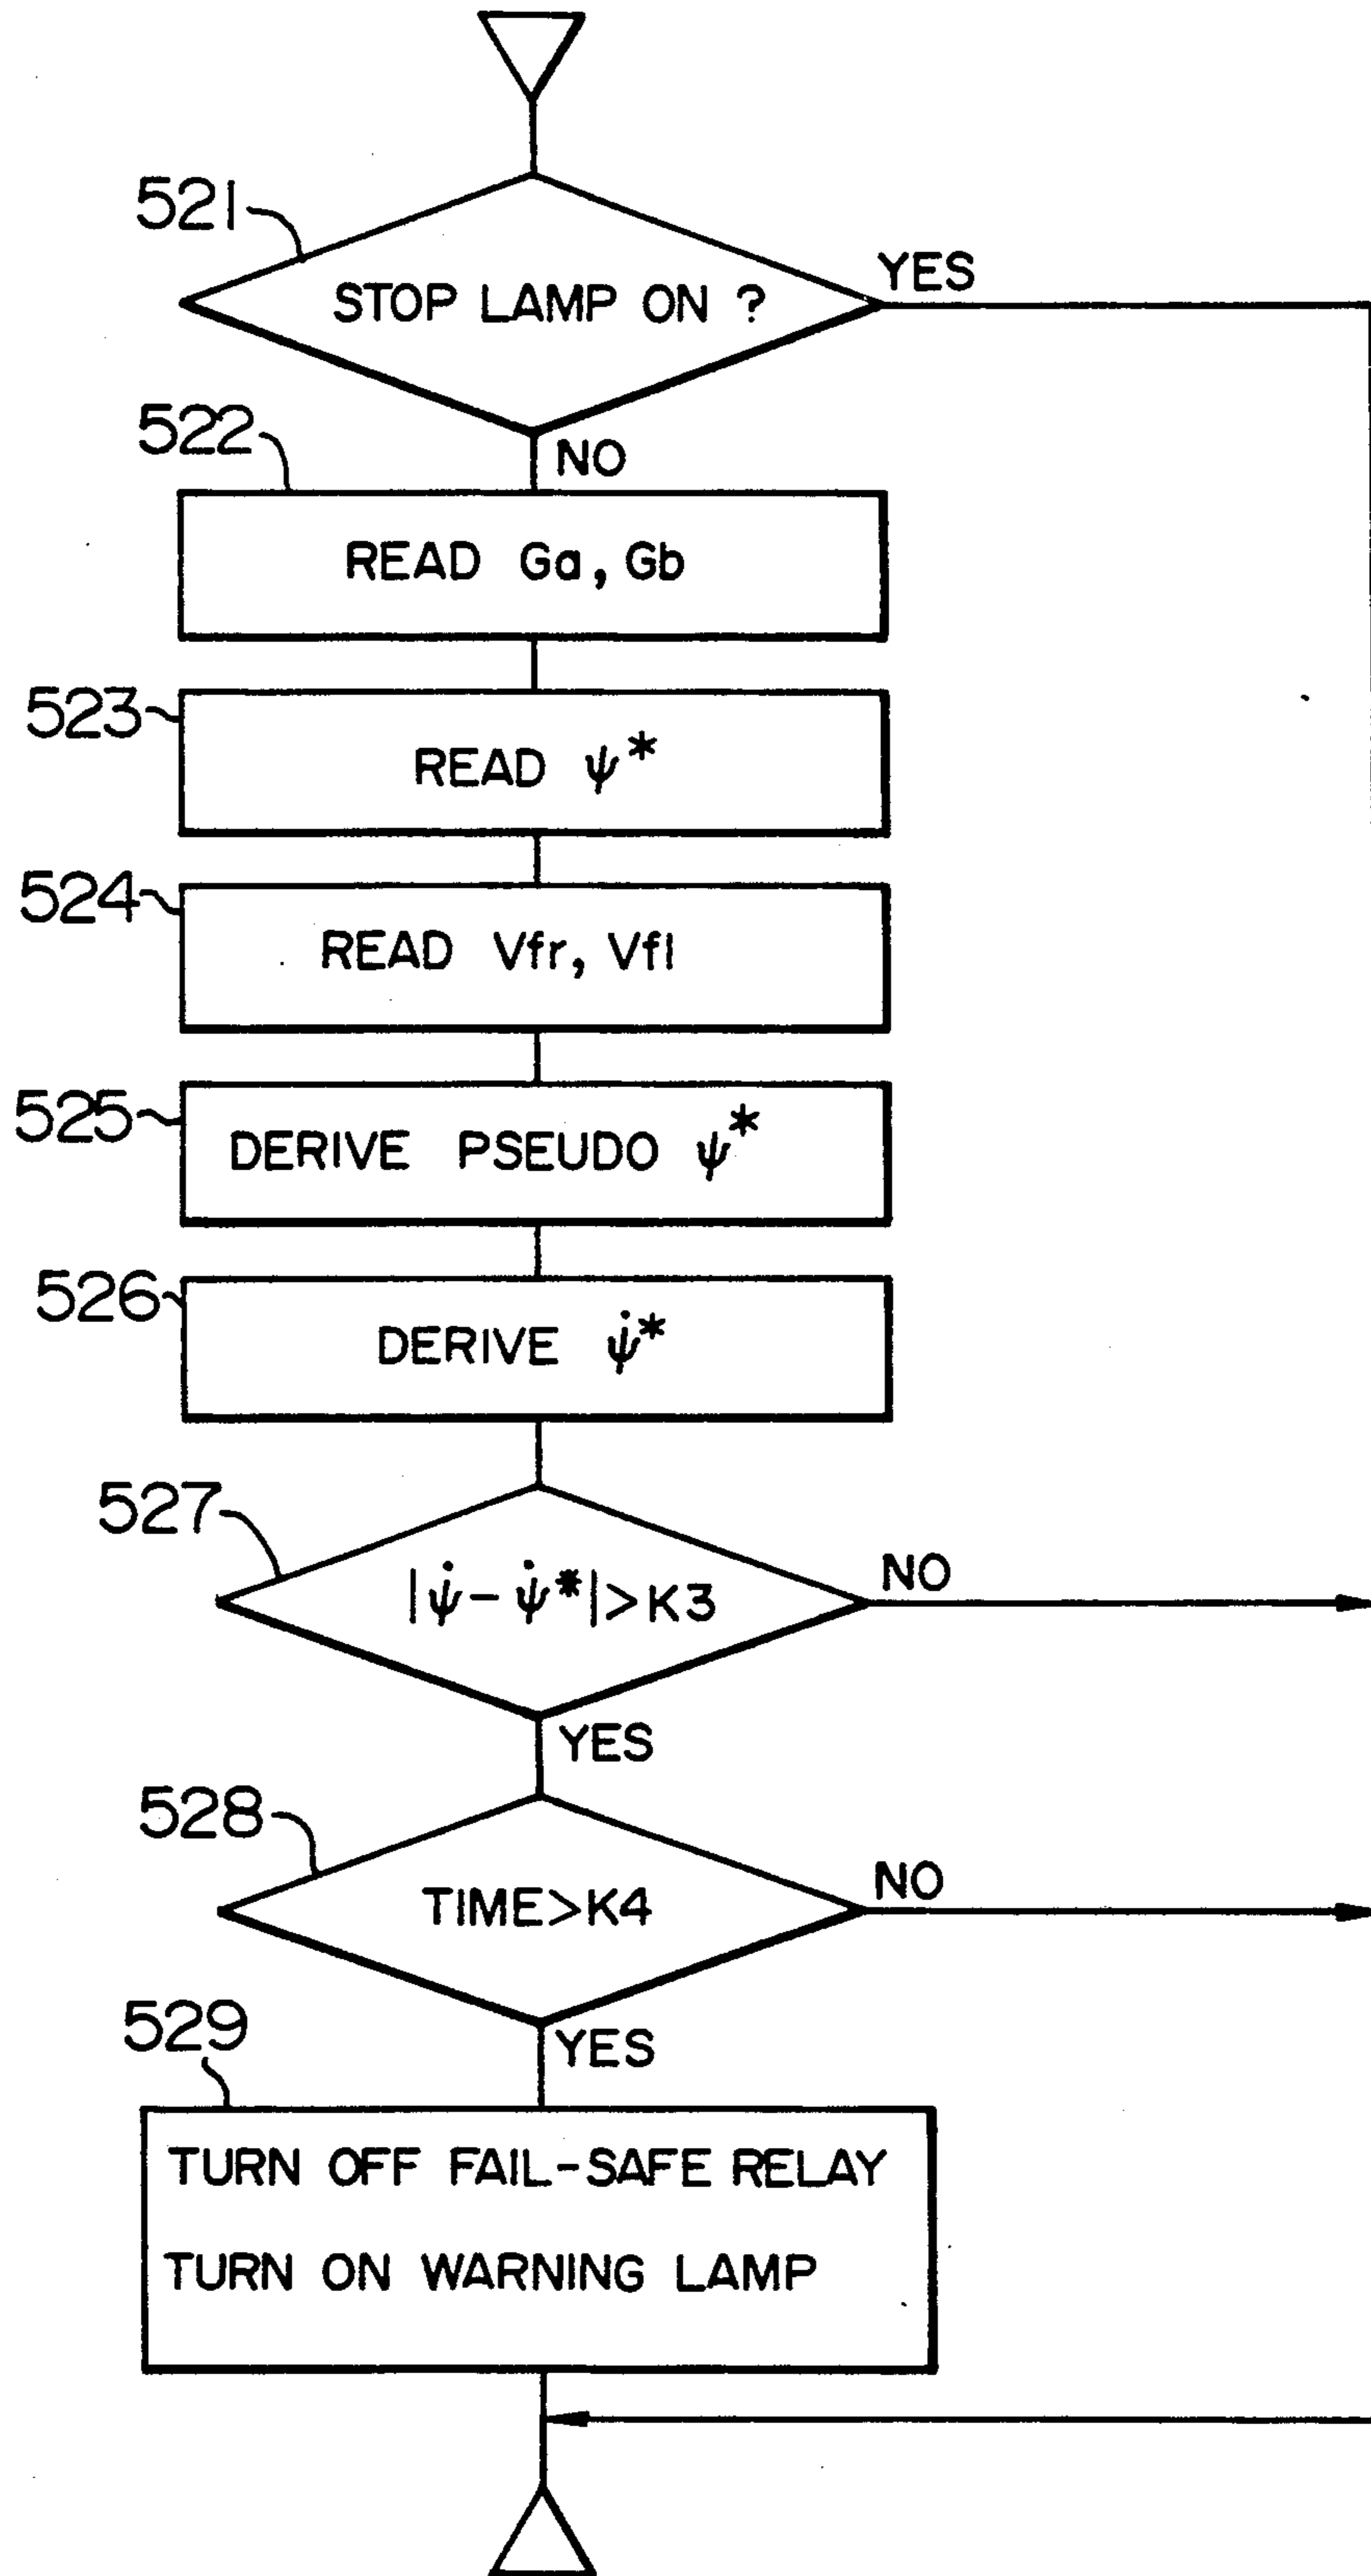 521
STOP LAMP ON ?
YES
NO
522
READ Ga, Gb
523
READ ψ*
524
READ Vfr, Vfl
525
DERIVE PSEUDO ψ*
526
DERIVE ψ̇*
527
|ψ̇ - ψ̇*|>K3
NO
YES
528
TIME>K4
NO
YES
529
TURN OFF FAIL-SAFE RELAY
TURN ON WARNING LAMP